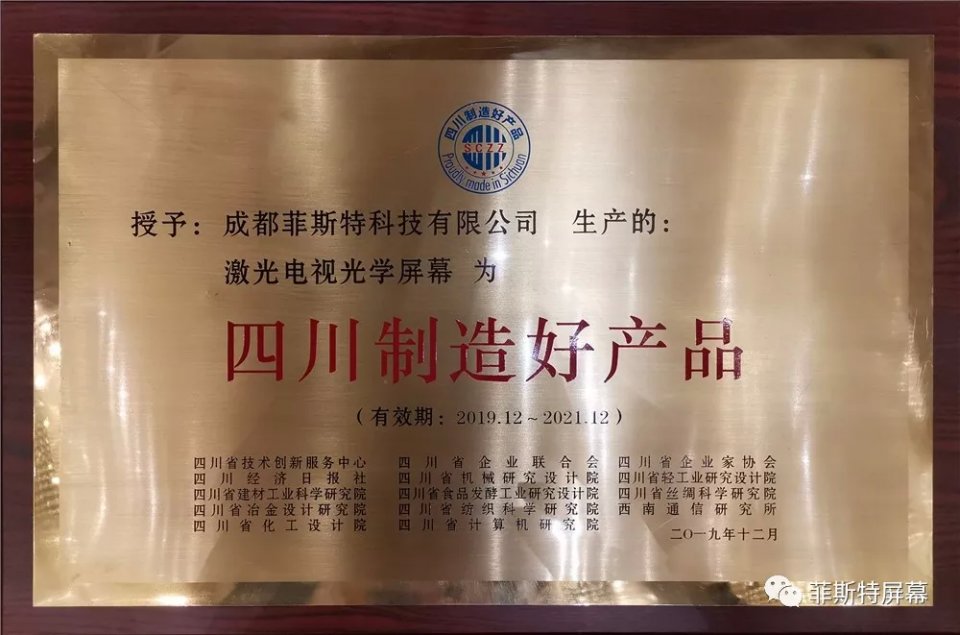 四川制造好产品
SCZZ
Proudly made in Sichuan
授予：成都菲斯特科技有限公司 生产的：
激光电视光学屏幕 为
四川制造好产品
（有效期：2019.12～2021.12）
四川省技术创新服务中心 四川省企业联合会 四川省企业家协会
四川经济日报社 四川省机械研究设计院 四川省轻工业研究设计院
四川省建材工业科学研究院 四川省食品发酵工业研究设计院 四川省丝绸科学研究院
四川省冶金设计研究院 四川省纺织科学研究院 西南通信研究所
四川省化工设计院 四川省计算机研究院 二〇一九年十二月
菲斯特屏幕